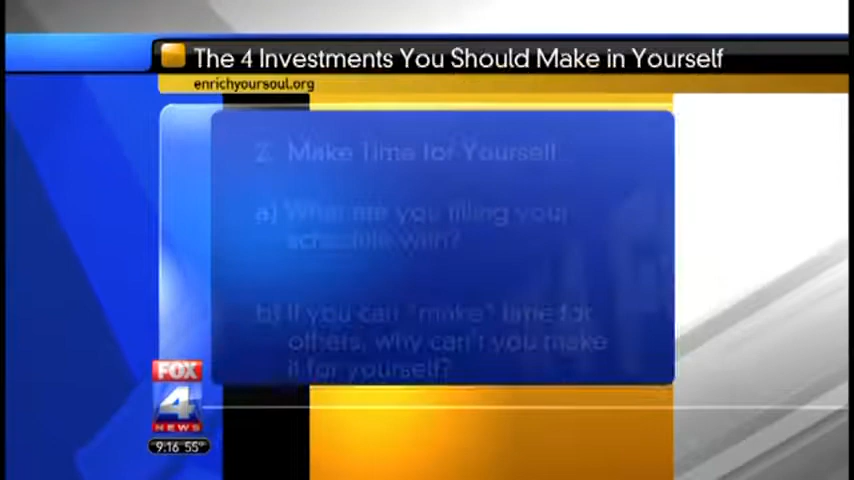 The 4 Investments You Should Make in Yourself
enrichyoursoul.org
2. Make Time for Yourself
a) What are you filling your
schedule with?
b) If you can "make" time for
others, why can't you make
it for yourself?
FOX
4
NEWS
9:16 55°